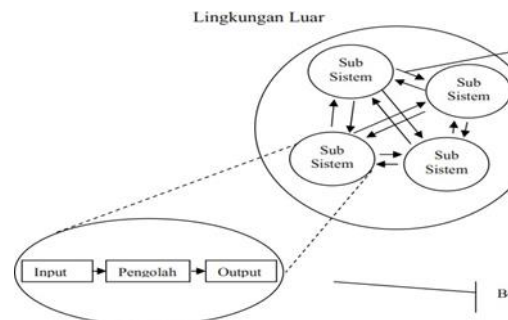 Lingkungan Luar
Sub
Sistem
Sub
Sistem
Sub
Sistem
Sub
Sistem
Input
Pengolah
Output